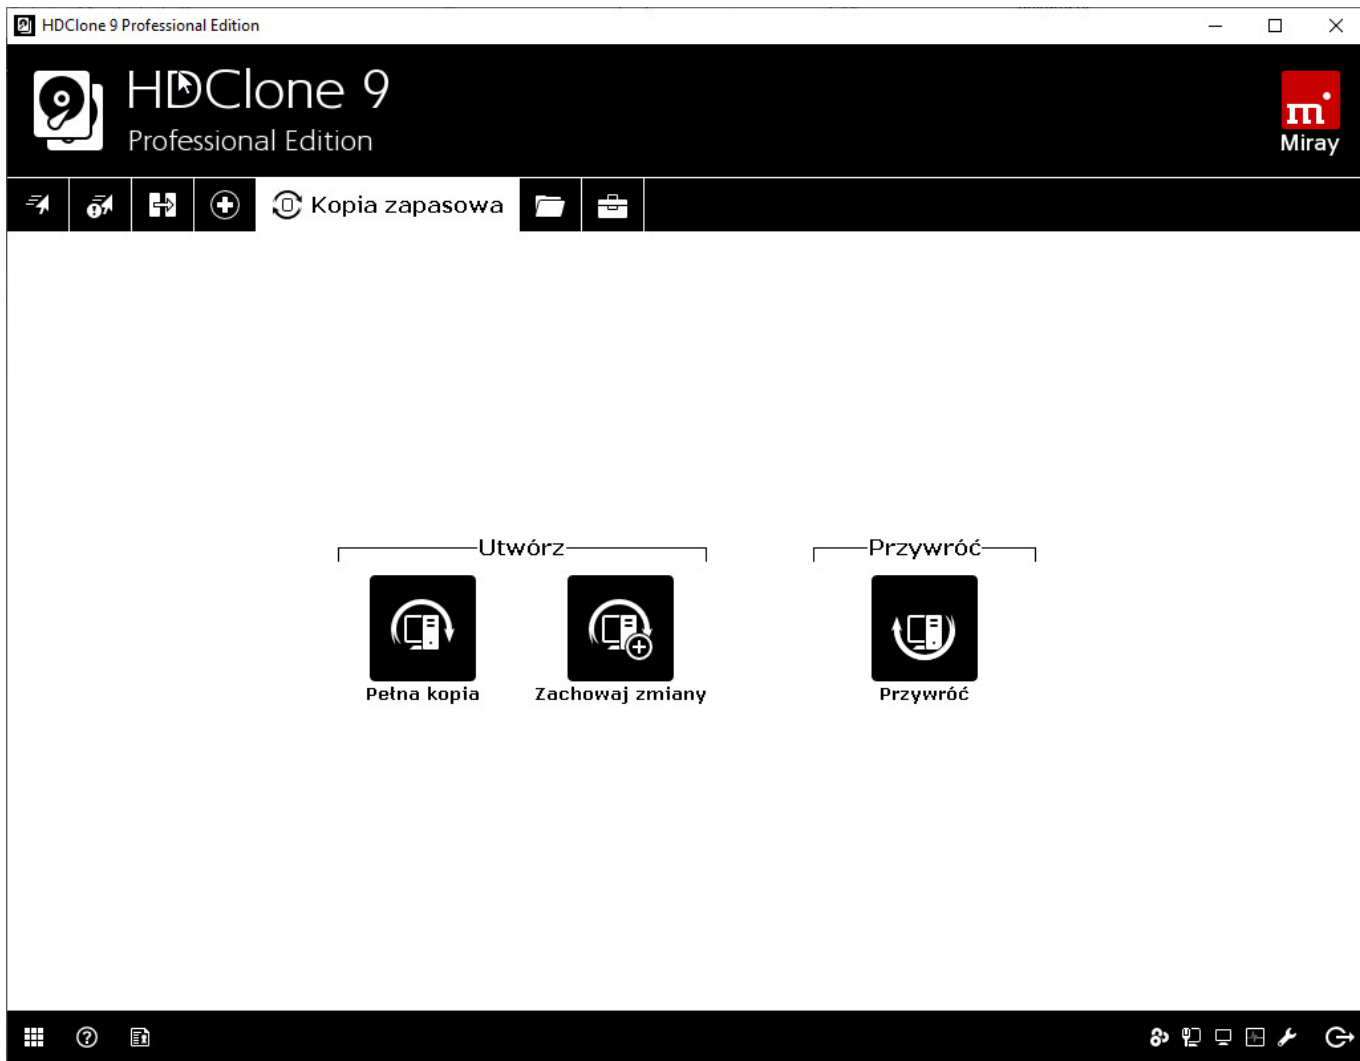 HDClone 9 Professional Edition
HDClone 9
Professional Edition
Miray
Kopia zapasowa
Utwórz
Przywróć
Pełna kopia
Zachowaj zmiany
Przywróć